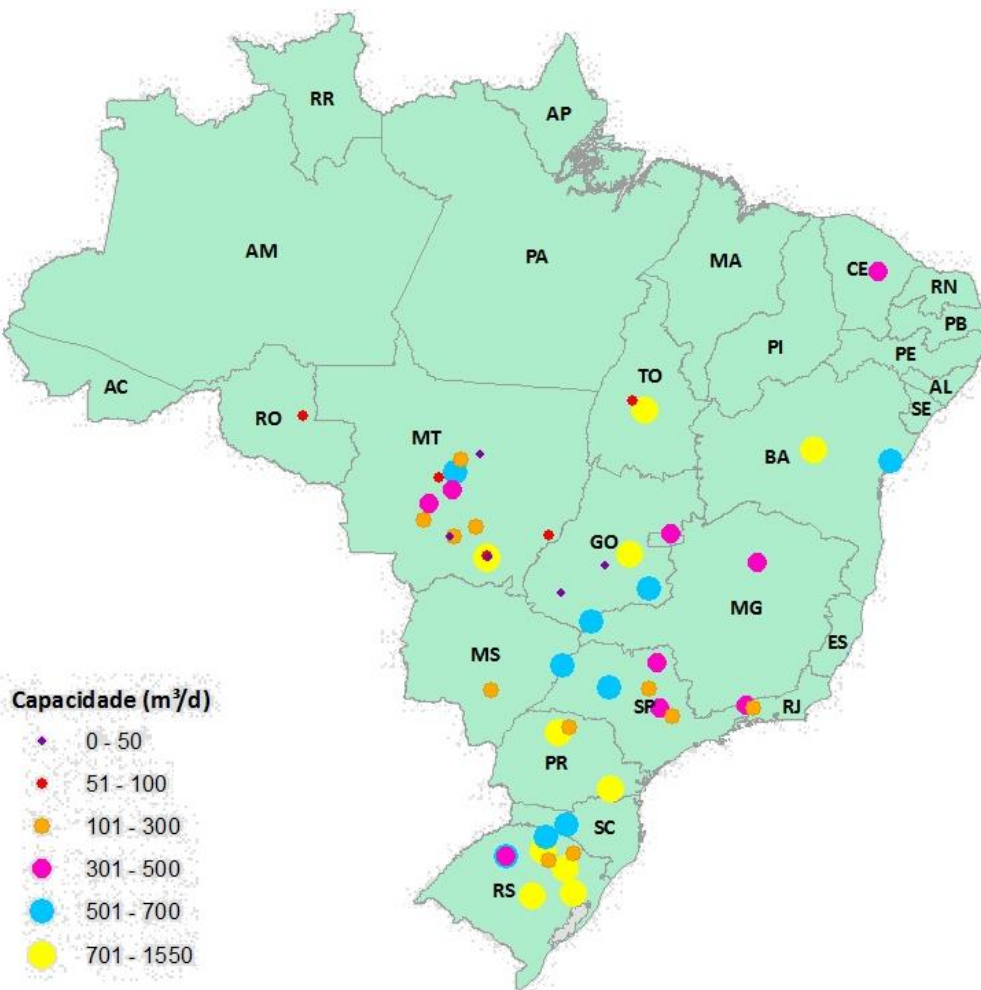 RR
AP
AM
PA
MA
CE
RN
PB
PI
PE
AL
SE
TO
AC
RO
MT
BA
GO
MG
ES
MS
SP
RJ
PR
SC
RS
Capacidade (m³/d)
0 - 50
51 - 100
101 - 300
301 - 500
501 - 700
701 - 1550